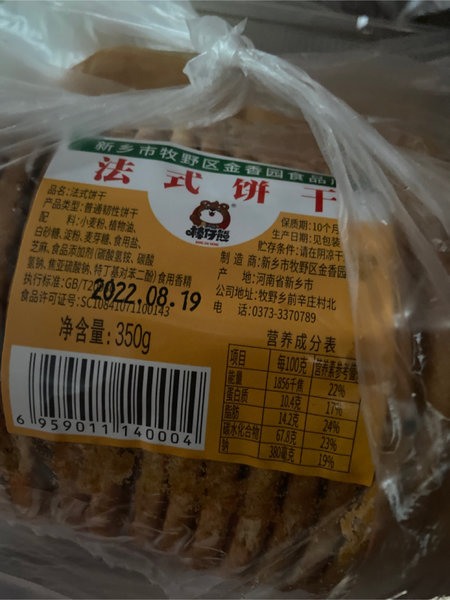 新乡市牧野区金香园食品厂
法式饼干
品名:法式饼干
产品类型:普通韧性饼干
配 料:小麦粉,植物油,
白砂糖,淀粉,麦芽糖,食用盐,
芝麻,食品添加剂(碳酸氢铵,碳酸
氢钠,焦亚硫酸钠,特丁基对苯二酚)食用香精
执行标准:GB/T20
食品许可证号:SC10841071100143
2022.08.19
净含量:350g
保质期:10个月
生产日期:见包装
贮存条件:请在阴凉干
制造商:新乡市牧野区金香园
产 地:河南省新乡市
公司地址:牧野乡前辛庄村北
电 话:0373-3370789
营养成分表
项目 每100克 营养素参考值
能量 1856千焦 22%
蛋白质 10.4克 17%
脂肪 14.2克 24%
碳水化合物 67.8克 23%
钠 380毫克 19%
6 959011 140004